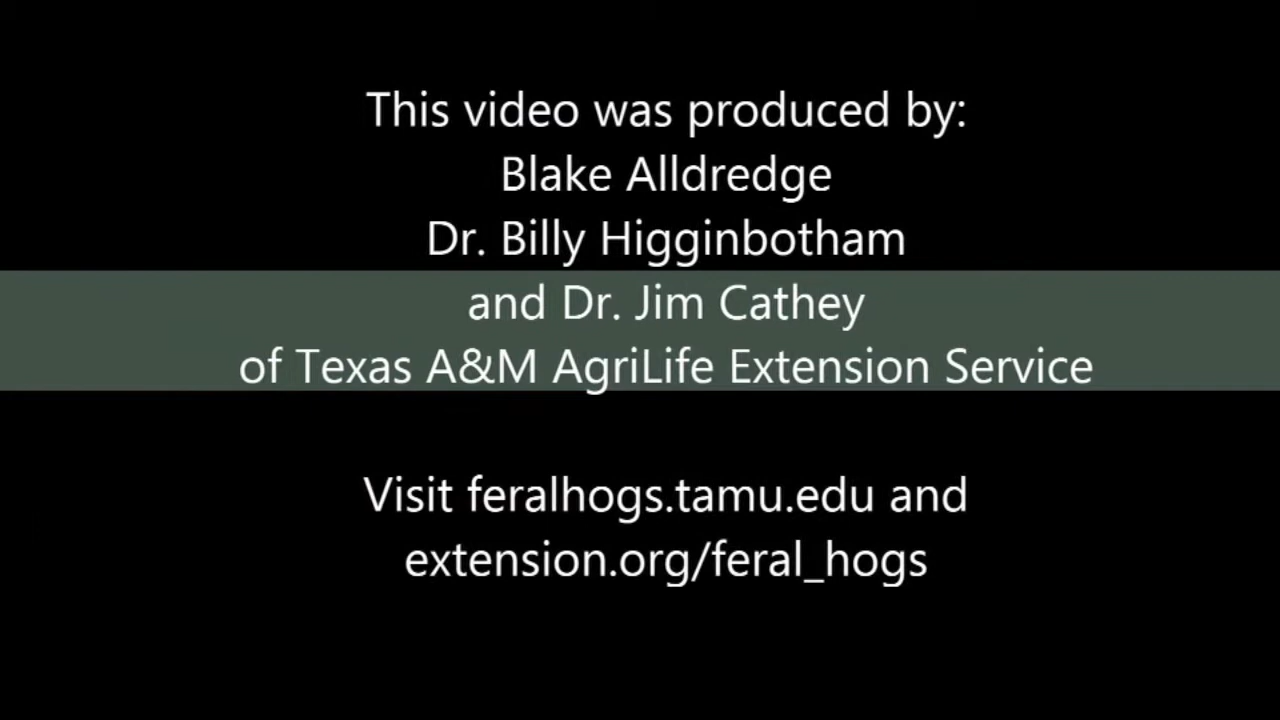 This video was produced by:
Blake Alldredge
Dr. Billy Higginbotham
and Dr. Jim Cathey
of Texas A&M AgriLife Extension Service
Visit feralhogs.tamu.edu and
extension.org/feral_hogs